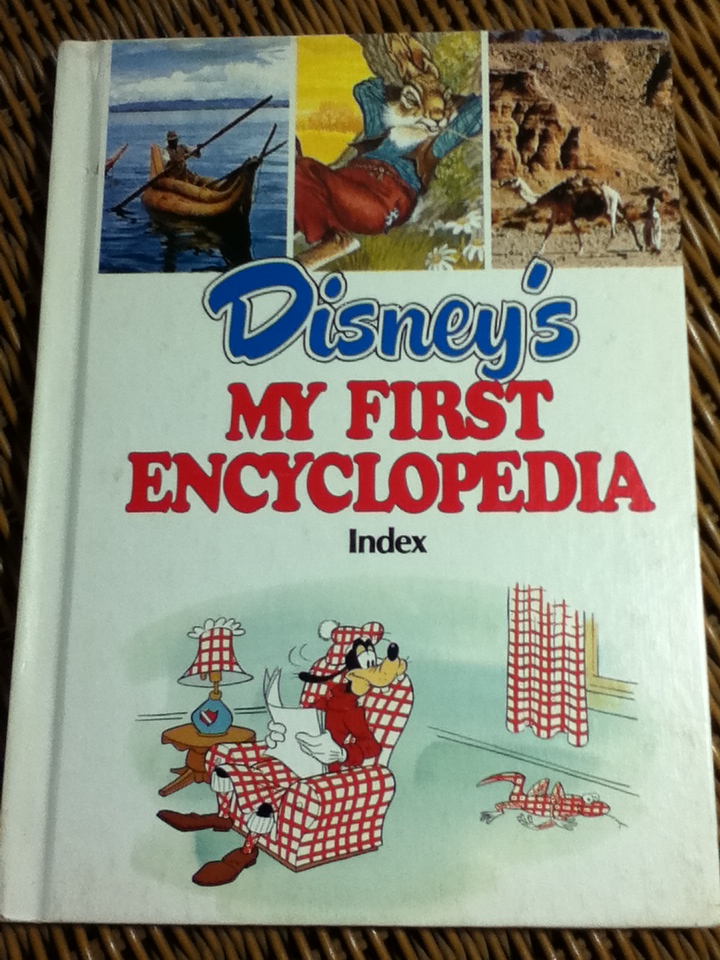 Disney's
MY FIRST
ENCYCLOPEDIA
Index